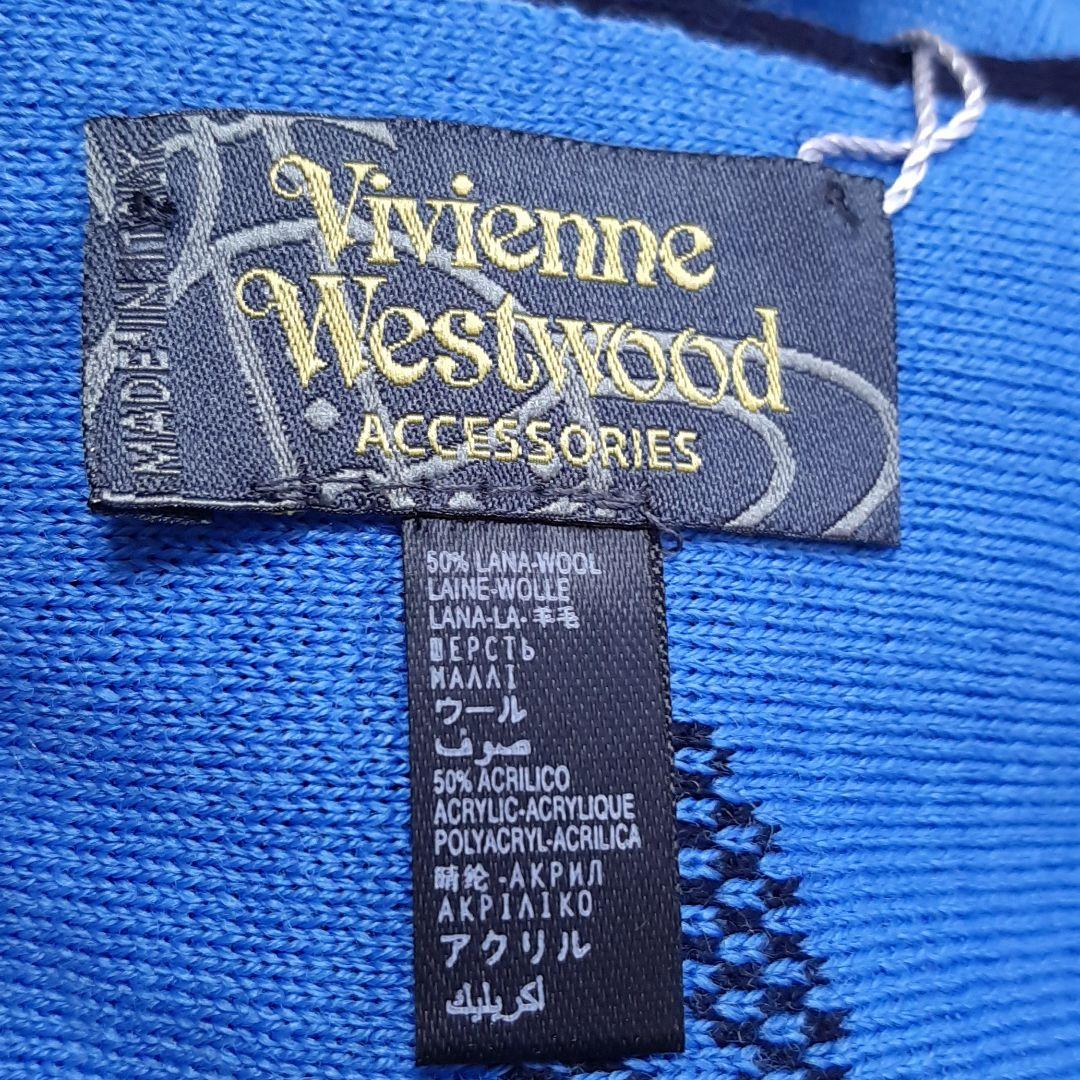 Vivienne
Westwood
ACCESSORIES
MADE IN ITALY
50% LANA-WOOL
LAINE-WOLLE
LANA-LA-羊毛
ШЕРСТЬ
ΜΑΛΛΙ
ウール
صوف
50% ACRILICO
ACRYLIC-ACRYLIQUE
POLYACRYL-ACRILICA
晴纶-АКРИЛ
ΑΚΡΙΛΙΚΟ
アクリル
اكريليك